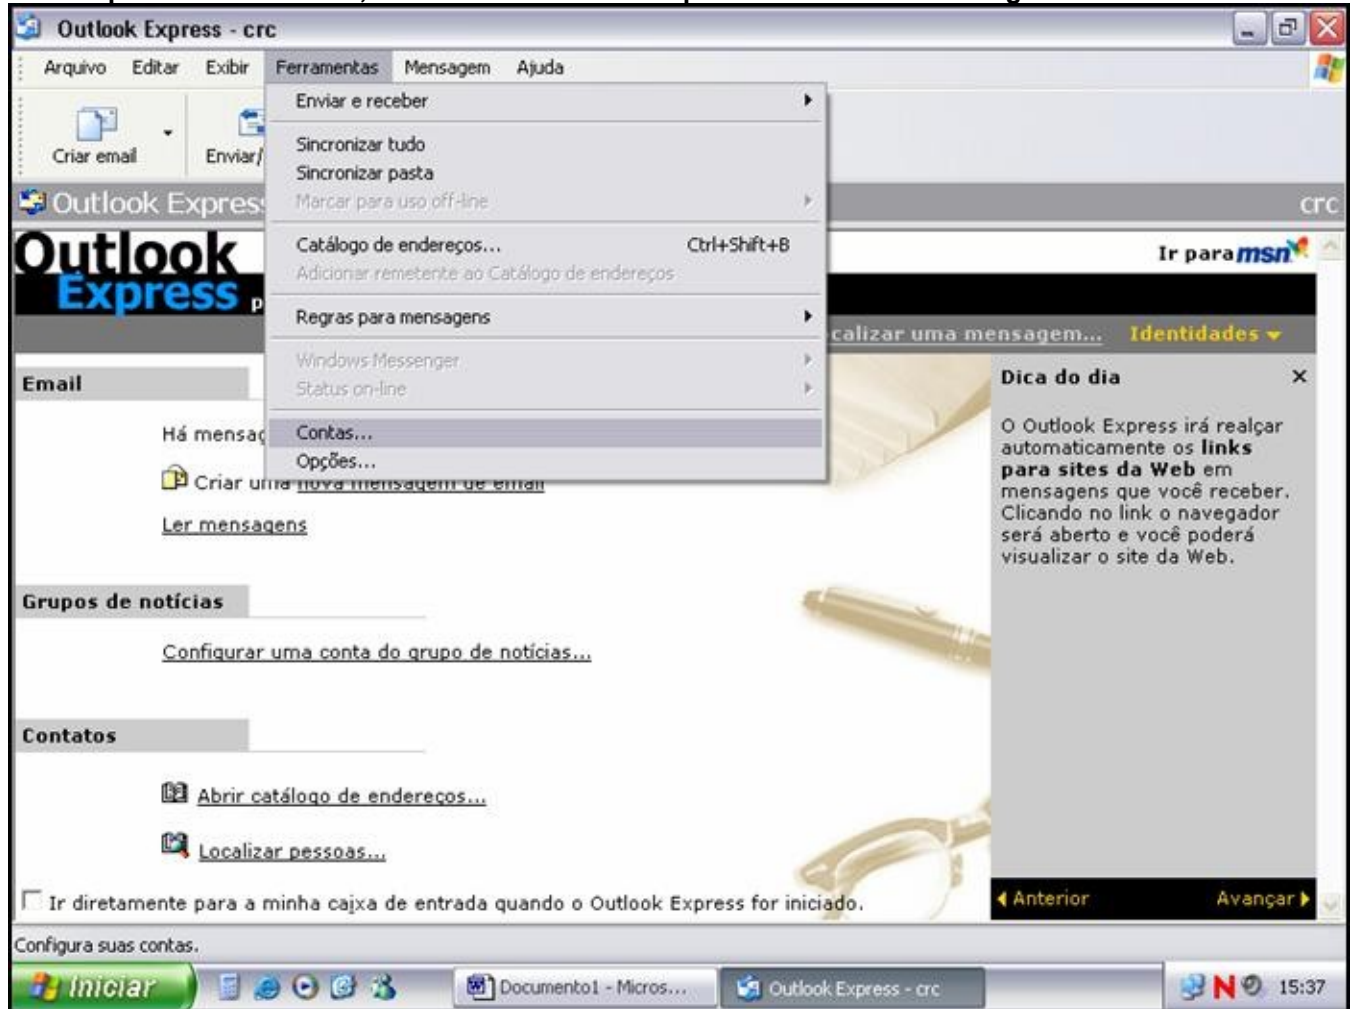 Outlook Express - crc
Arquivo Editar Exibir Ferramentas Mensagem Ajuda
Criar email Enviar/
Enviar e receber
Sincronizar tudo
Sincronizar pasta
Marcar para uso off-line
Catálogo de endereços... Ctrl+Shift+B
Adicionar remetente ao Catálogo de endereços
Regras para mensagens
Windows Messenger
Status on-line
Contas...
Opções...
Outlook Express crc
Outlook
Express p
Ir para msn
calizar uma mensagem... Identidades
Email
Há mensag
Criar uma nova mensagem de email
Ler mensagens
Grupos de notícias
Configurar uma conta do grupo de notícias...
Contatos
Abrir catálogo de endereços...
Localizar pessoas...
Ir diretamente para a minha caixa de entrada quando o Outlook Express for iniciado.
Dica do dia
O Outlook Express irá realçar
automaticamente os links
para sites da Web em
mensagens que você receber.
Clicando no link o navegador
será aberto e você poderá
visualizar o site da Web.
Anterior Avançar
Configura suas contas.
Iniciar Documento1 - Micros... Outlook Express - crc N 15:37